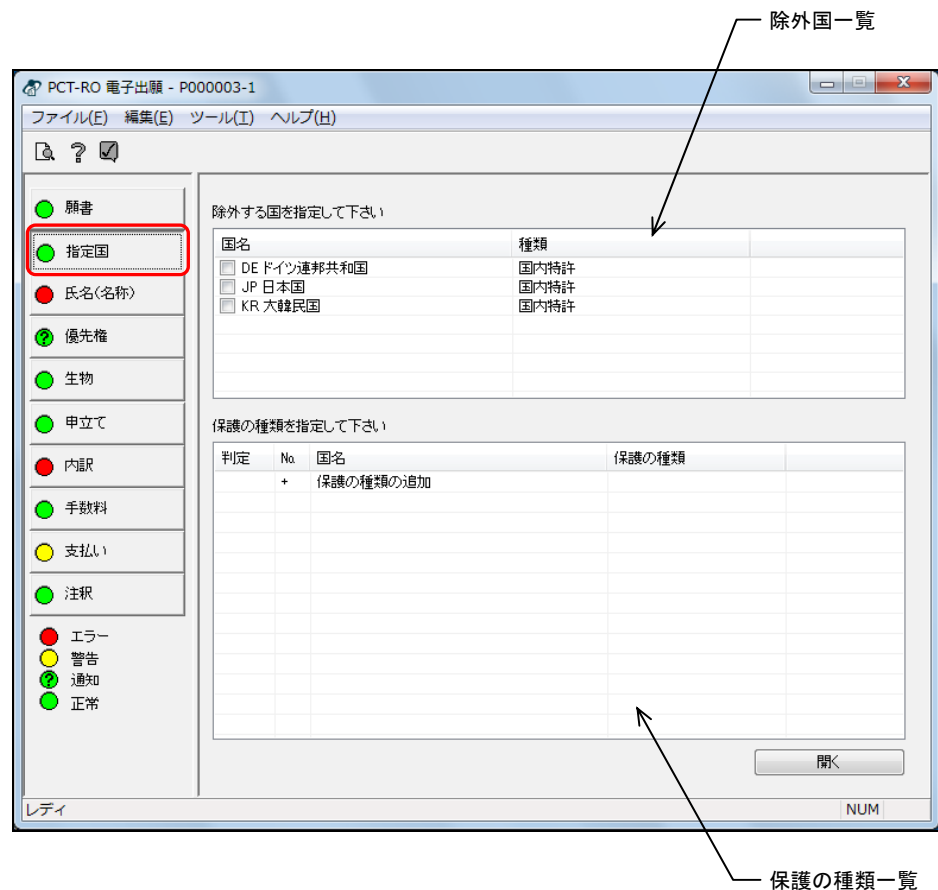 除外国一覧
PCT-RO 電子出願 - P000003-1
ファイル(F) 編集(E) ツール(T) ヘルプ(H)
願書
指定国
氏名(名称)
優先権
生物
申立て
内訳
手数料
支払い
注釈
エラー
警告
通知
正常
除外する国を指定して下さい
国名 種類
DE ドイツ連邦共和国 国内特許
JP 日本国 国内特許
KR 大韓民国 国内特許
保護の種類を指定して下さい
判定 No. 国名 保護の種類
+ 保護の種類の追加
開く
レディ NUM
保護の種類一覧